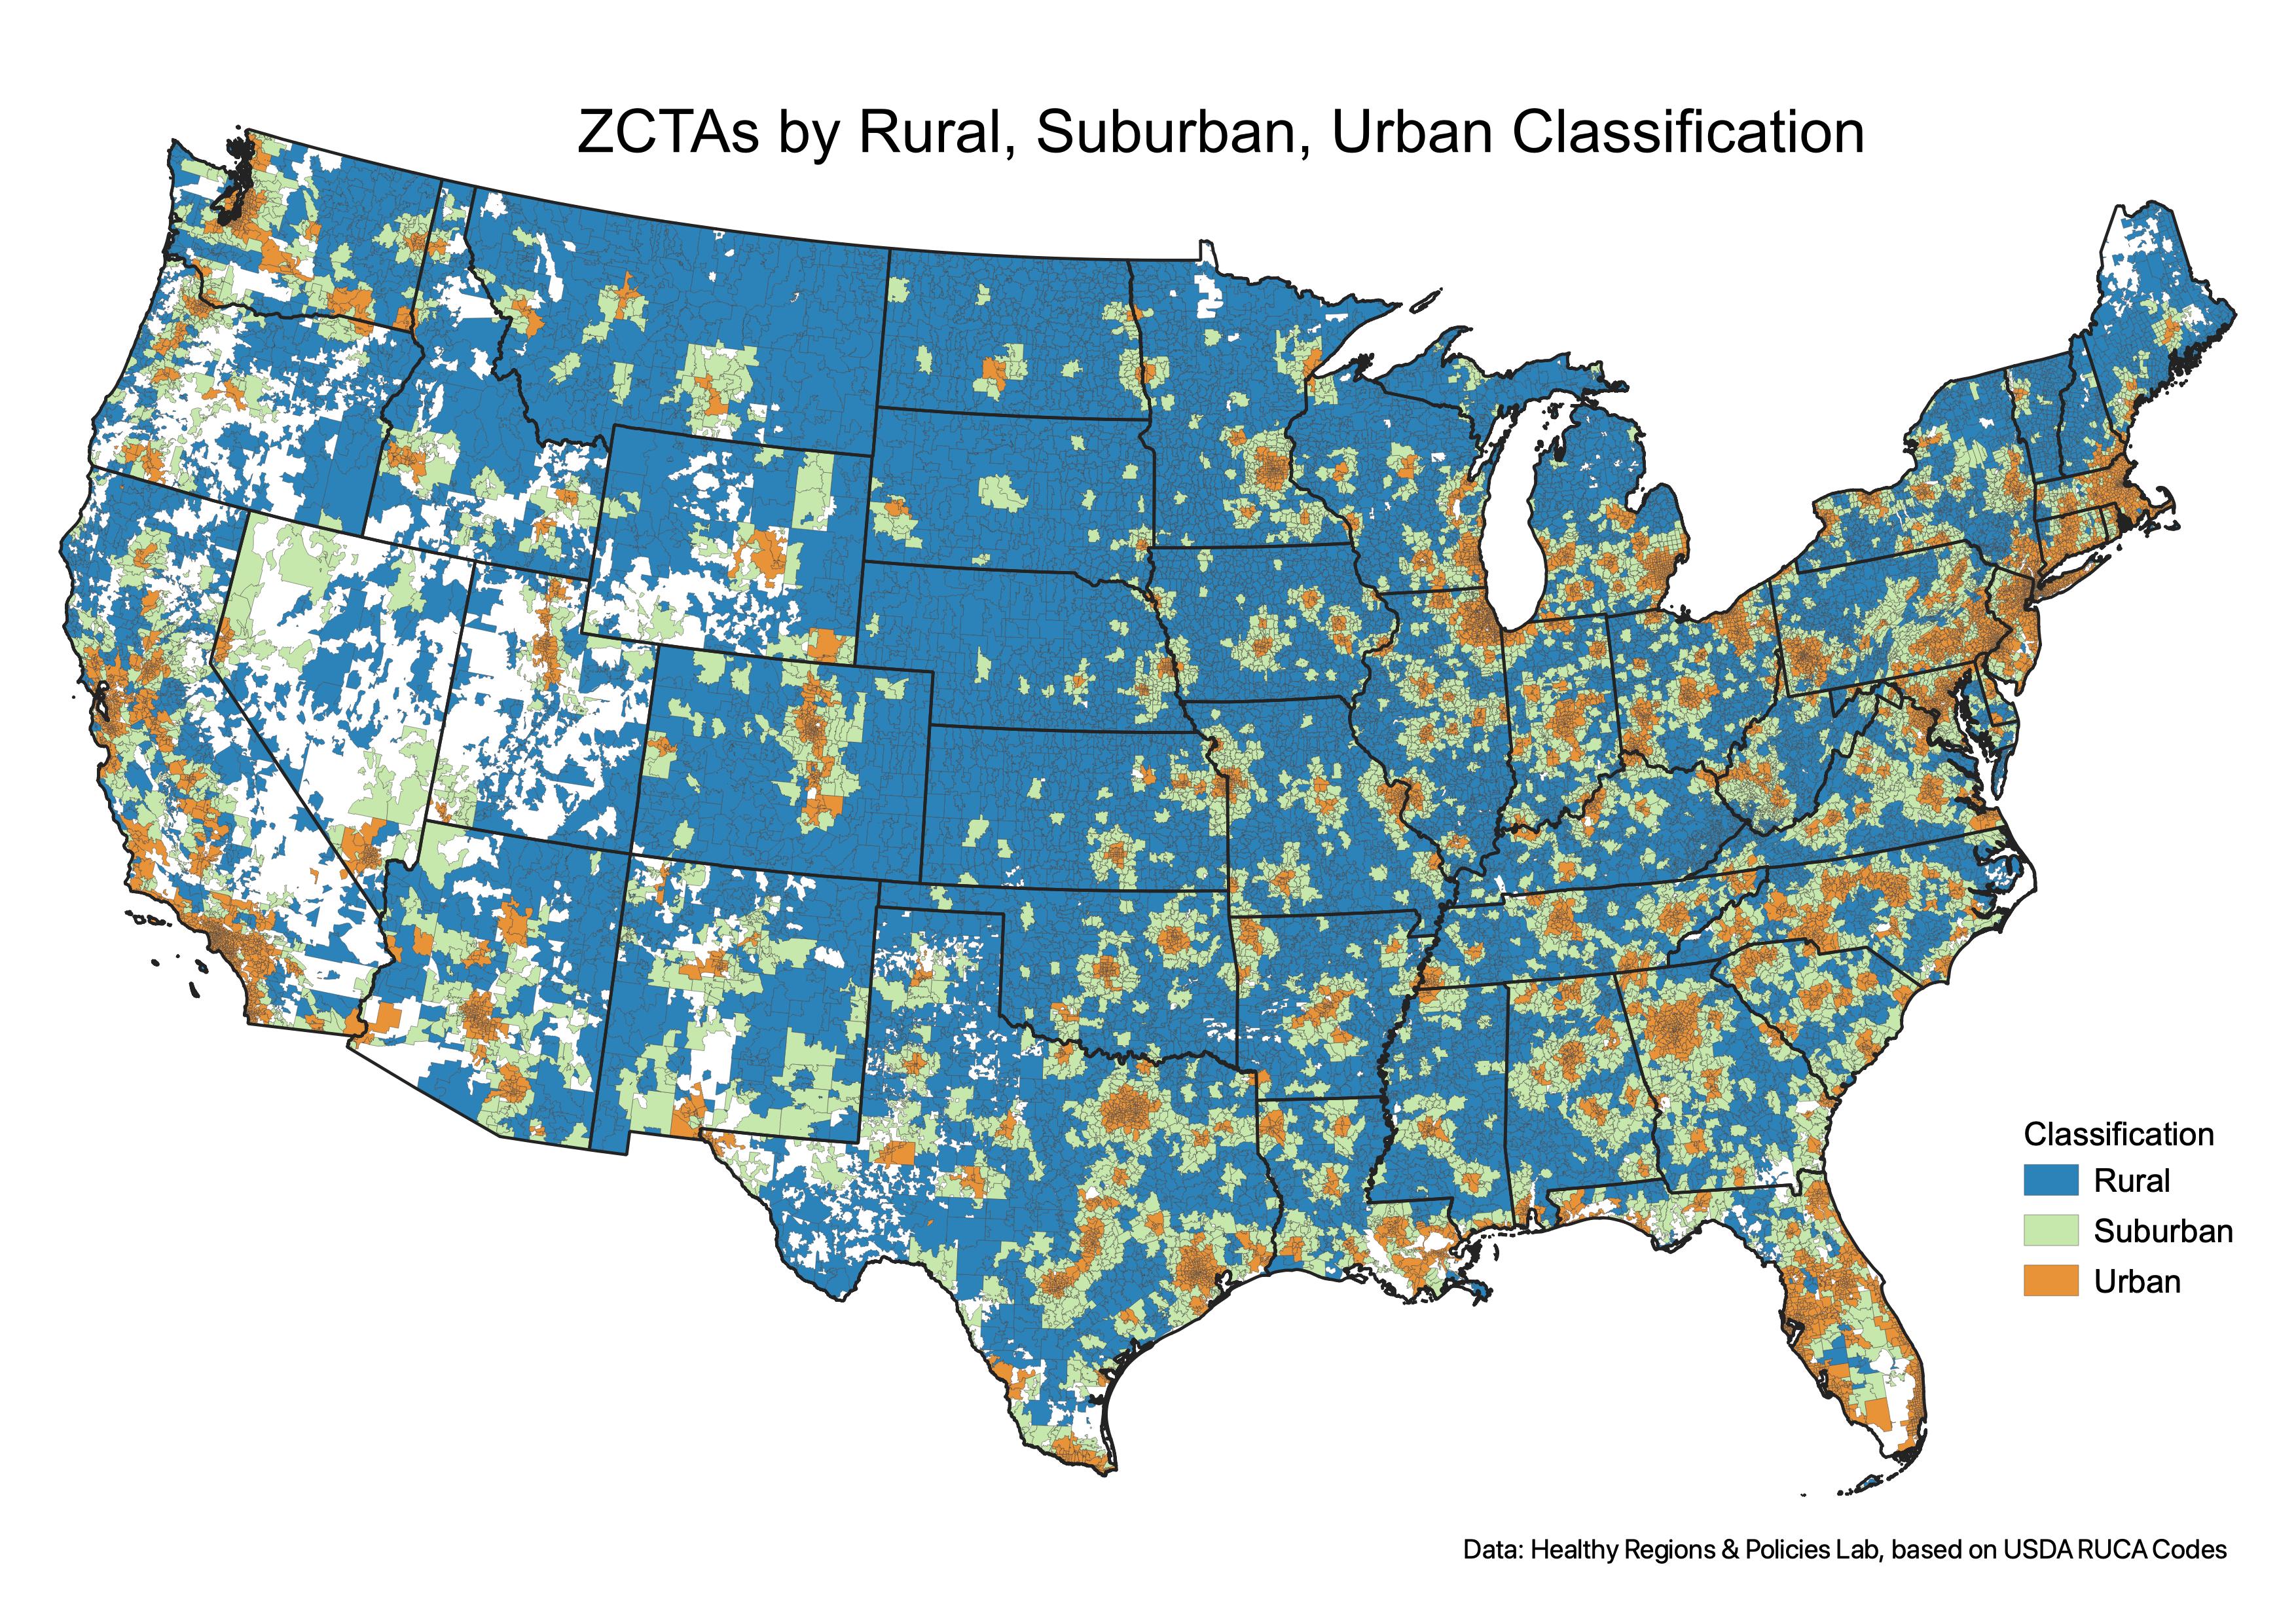 ZCTAs by Rural, Suburban, Urban Classification
Classification
Rural
Suburban
Urban
Data: Healthy Regions & Policies Lab, based on USDA RUCA Codes